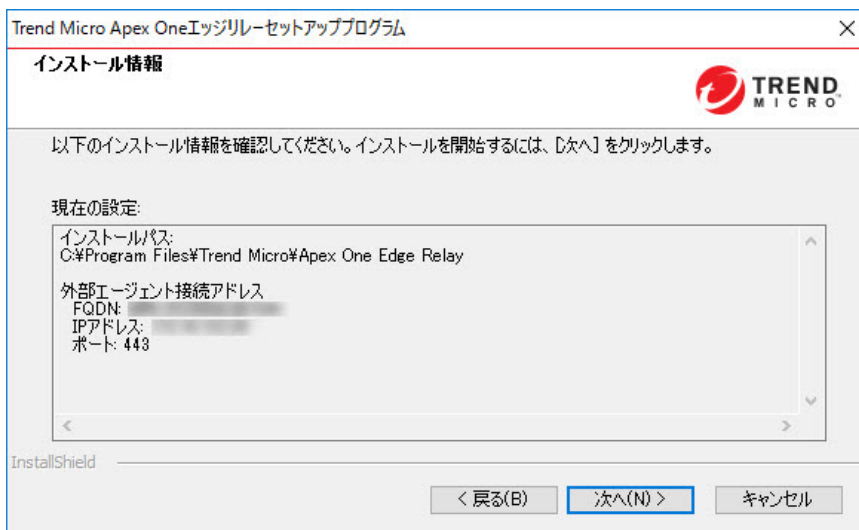 Trend Micro Apex Oneエッジリレーセットアッププログラム
インストール情報
TREND
MICRO
以下のインストール情報を確認してください。インストールを開始するには、[次へ] をクリックします。
現在の設定:
インストールパス:
C:¥Program Files¥Trend Micro¥Apex One Edge Relay
外部エージェント接続アドレス
FQDN:
IPアドレス:
ポート: 443
InstallShield
< 戻る(B)
次へ(N) >
キャンセル